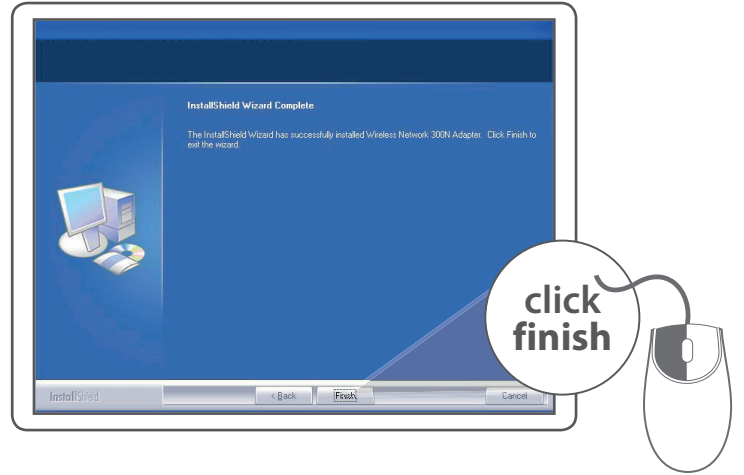 InstallShield Wizard Complete
The InstallShield Wizard has successfully installed Wireless Network 300N Adapter. Click Finish to
exit the wizard.
click
finish
InstallShield
< Back
Finish
Cancel